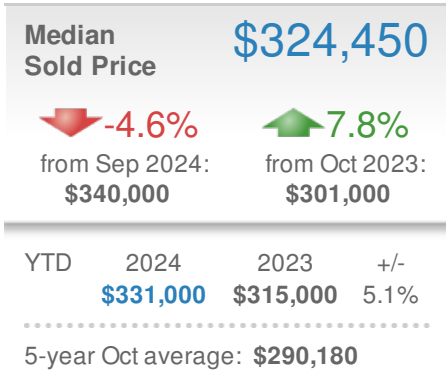 Median
Sold Price
$324,450
-4.6%
from Sep 2024:
$340,000
7.8%
from Oct 2023:
$301,000
YTD 2024 2023 +/-
$331,000 $315,000 5.1%
5-year Oct average: $290,180